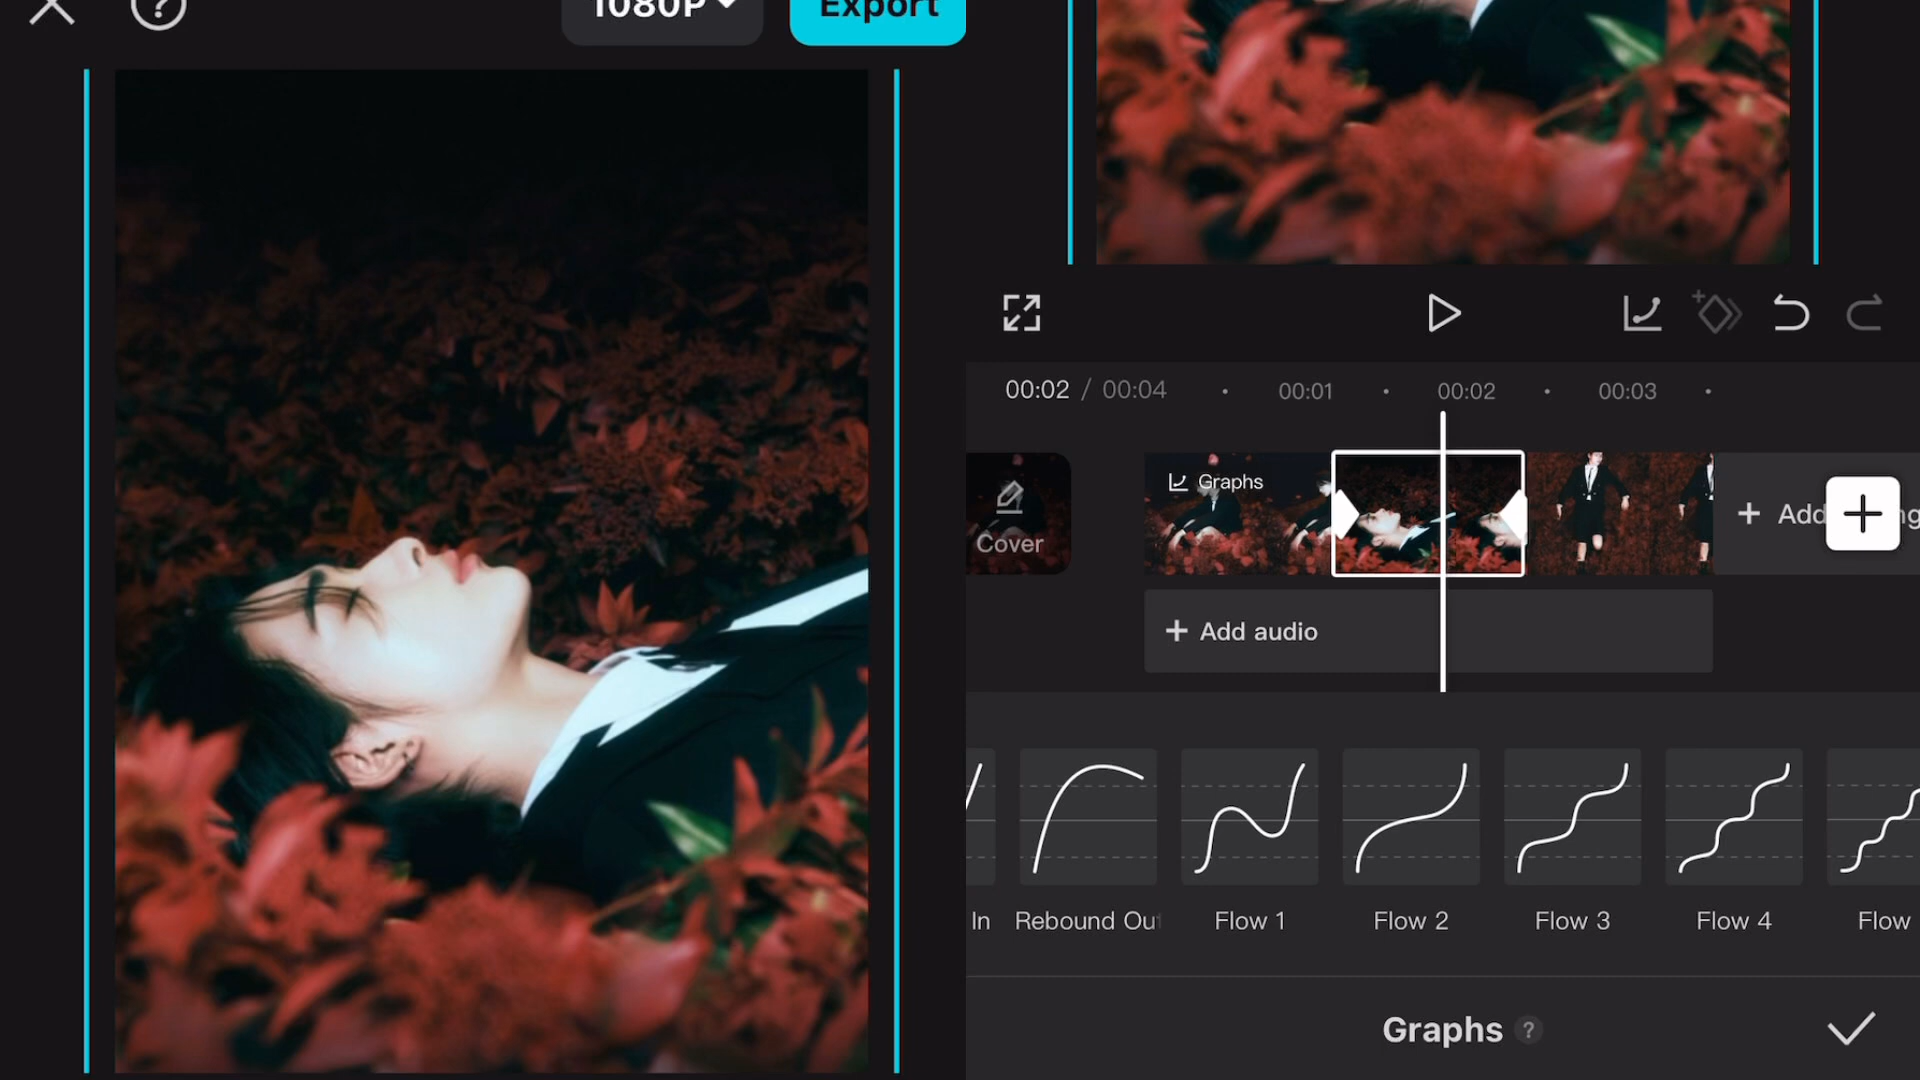 1080P
Export
00:02 / 00:04
00:01
00:02
00:03
Cover
Graphs
+ Add
+ Add audio
In
Rebound Ou
Flow 1
Flow 2
Flow 3
Flow 4
Flow
Graphs ?